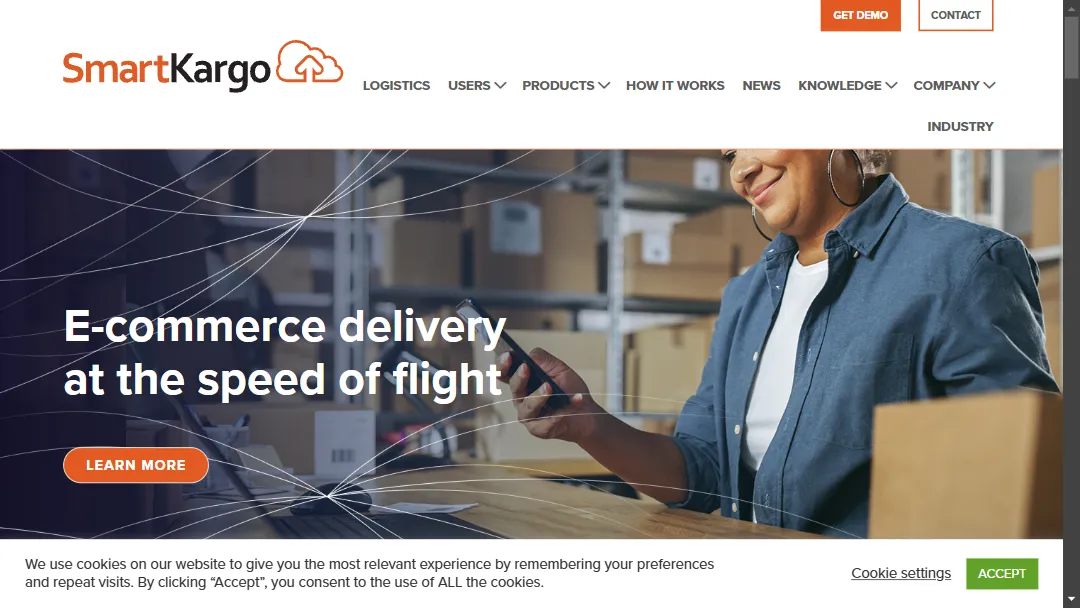 GET DEMO
CONTACT
SmartKargo
LOGISTICS USERS PRODUCTS HOW IT WORKS NEWS KNOWLEDGE COMPANY
INDUSTRY
E-commerce delivery
at the speed of flight
LEARN MORE
We use cookies on our website to give you the most relevant experience by remembering your preferences
and repeat visits. By clicking “Accept”, you consent to the use of ALL the cookies.
Cookie settings
ACCEPT